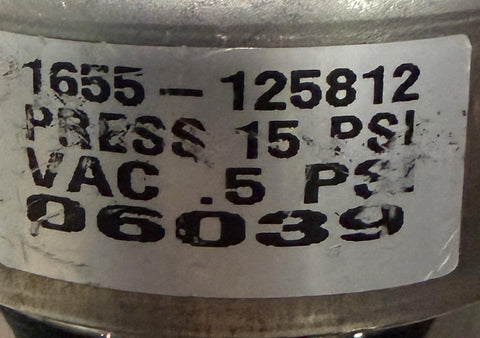 1655-125812
PRESS 15 PSI
VAC .5 PSI
06039